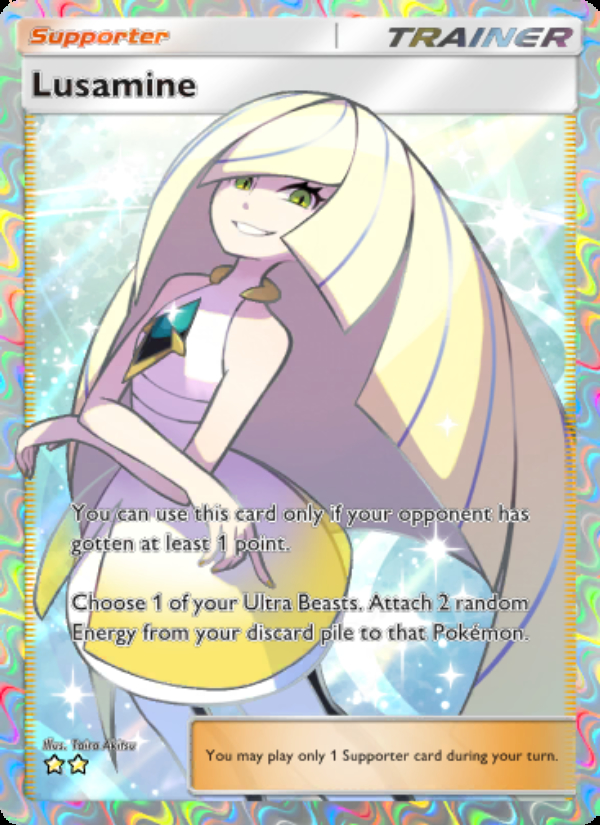 Supporter
TRAINER
Lusamine
You can use this card only if your opponent has
gotten at least 1 point.
Choose 1 of your Ultra Beasts. Attach 2 random
Energy from your discard pile to that Pokémon.
Illus. Taira Akitsu
You may play only 1 Supporter card during your turn.